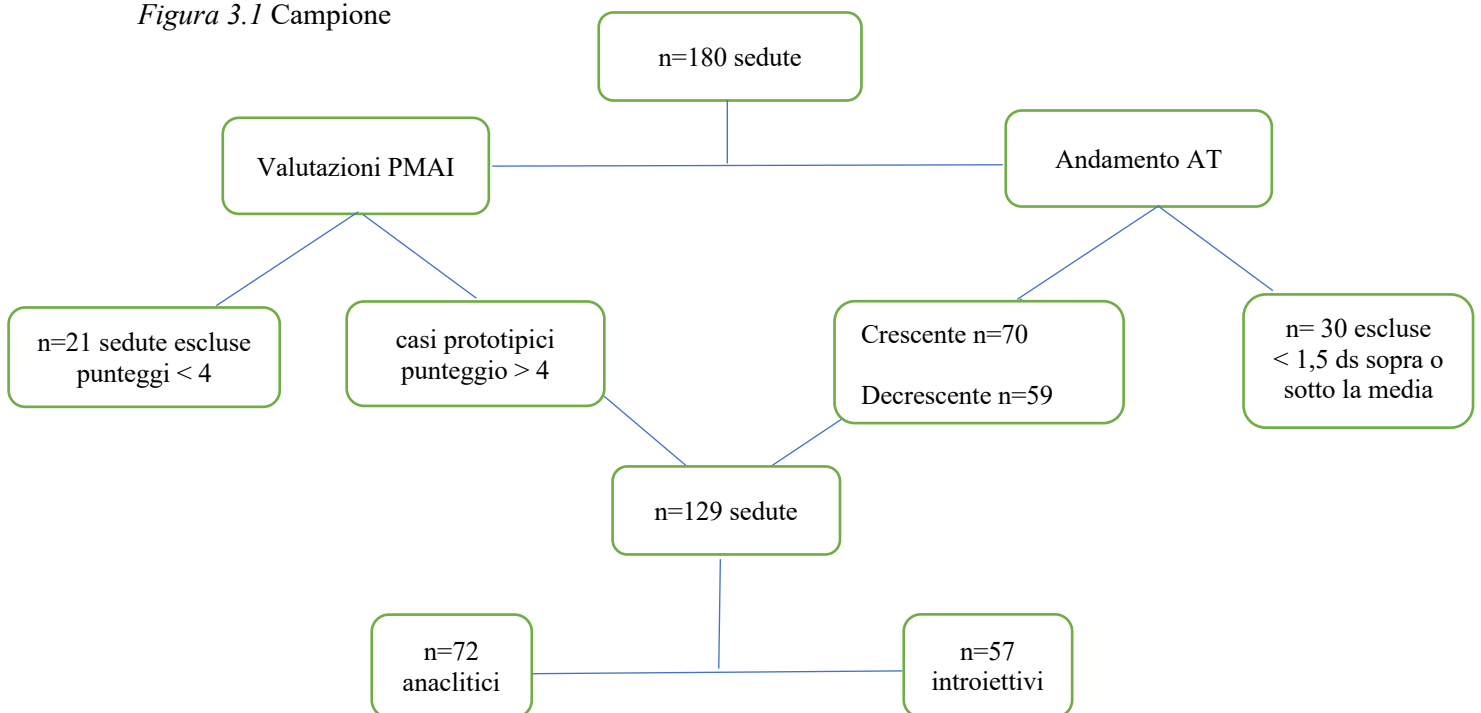 Figura 3.1 Campione
n=180 sedute
Valutazioni PMAI
Andamento AT
n=21 sedute escluse
punteggi < 4
casi prototipici
punteggio > 4
Crescente n=70
Decrescente n=59
n= 30 escluse
< 1,5 ds sopra o
sotto la media
n=129 sedute
n=72
anaclitici
n=57
introiettivi